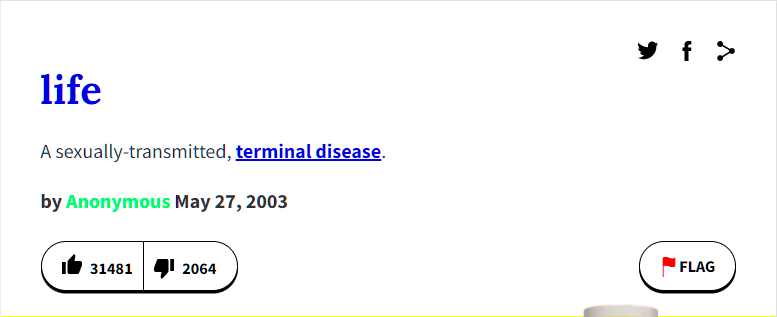 life
A sexually-transmitted, terminal disease.
by Anonymous May 27, 2003
31481 2064 FLAG